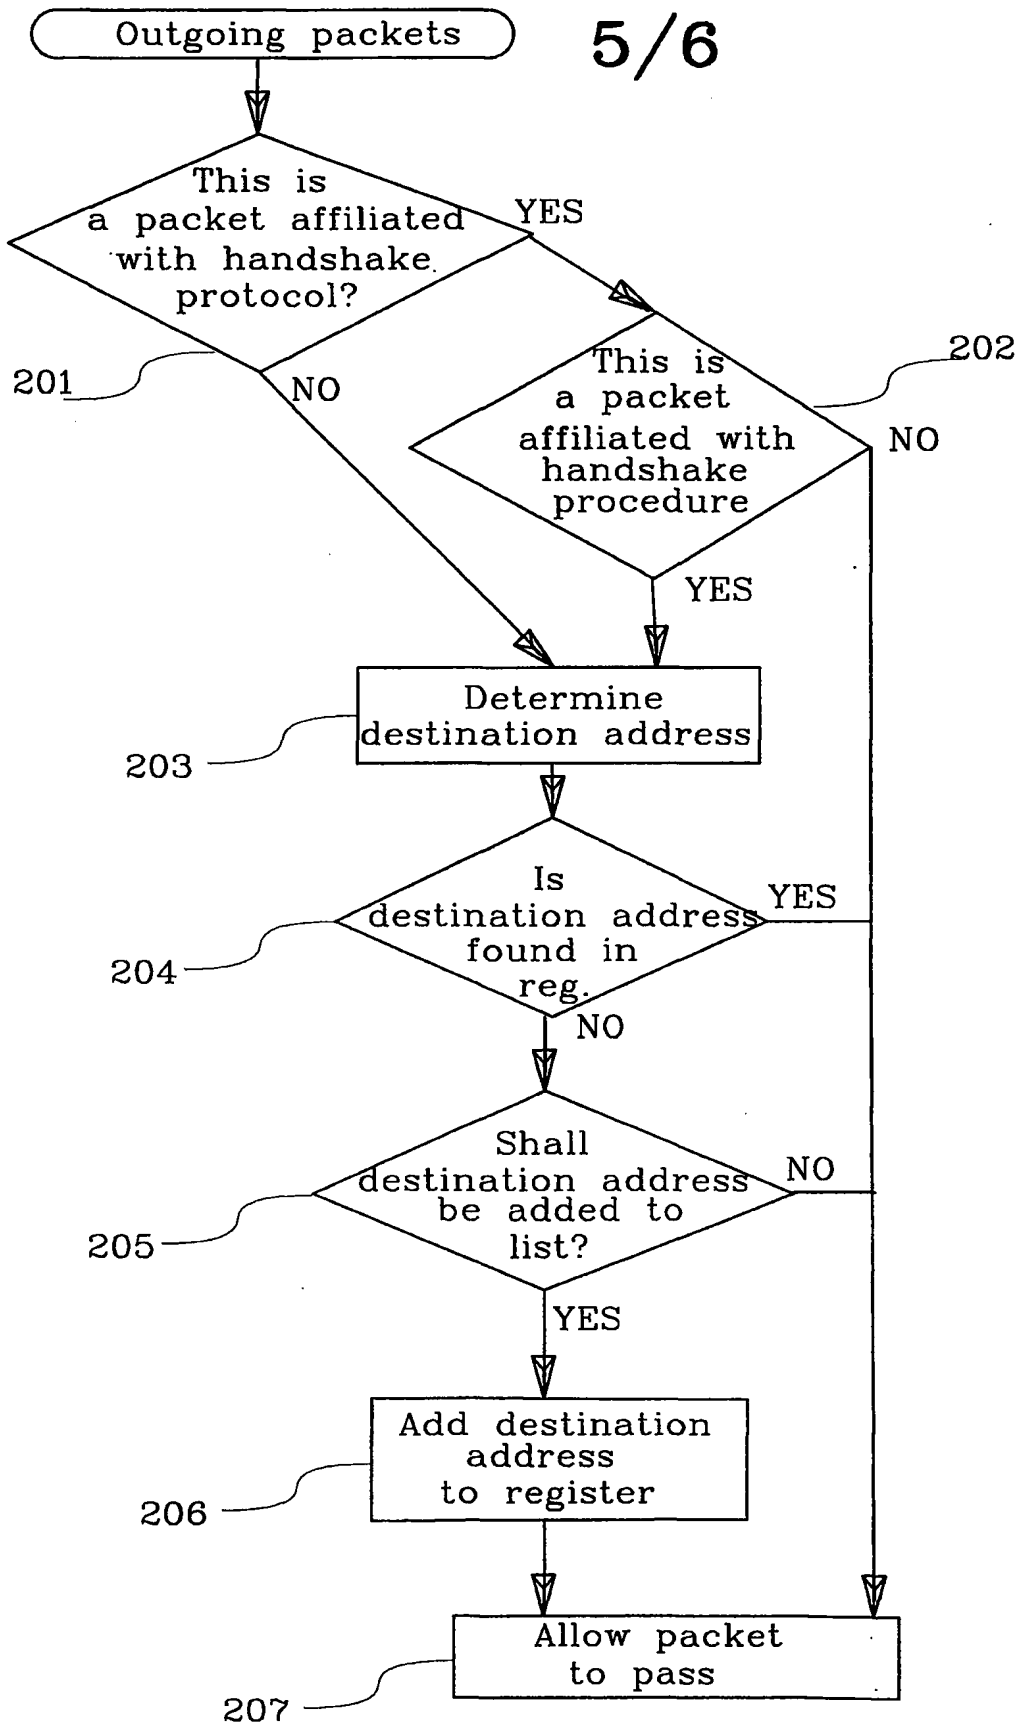 Outgoing packets
5/6
This is
a packet affiliated
with handshake
protocol?
YES
201
NO
202
This is
a packet
affiliated with
handshake
procedure
NO
YES
Determine
destination address
203
Is
destination address
found in
reg.
YES
204
NO
Shall
destination address
be added to
list?
NO
205
YES
Add destination
address
to register
206
Allow packet
to pass
207